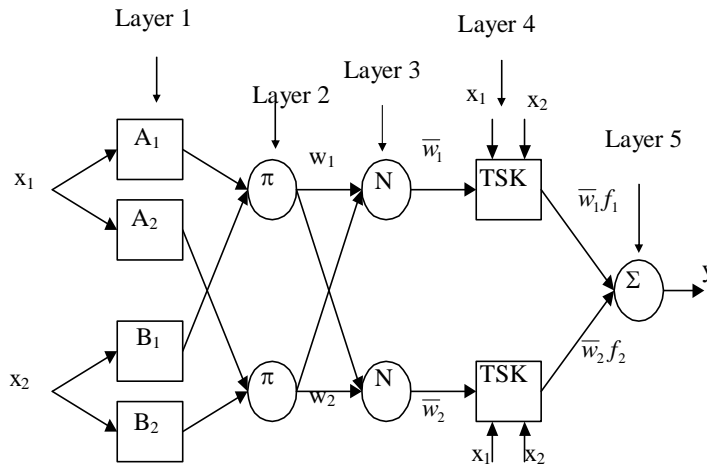 Layer 1
Layer 2
Layer 3
Layer 4
Layer 5
x₁
x₂
A₁
A₂
B₁
B₂
π
π
w₁
w₂
N
N
w̅₁
w̅₂
x₁
x₂
TSK
TSK
x₁
x₂
w̅₁f₁
w̅₂f₂
Σ
y